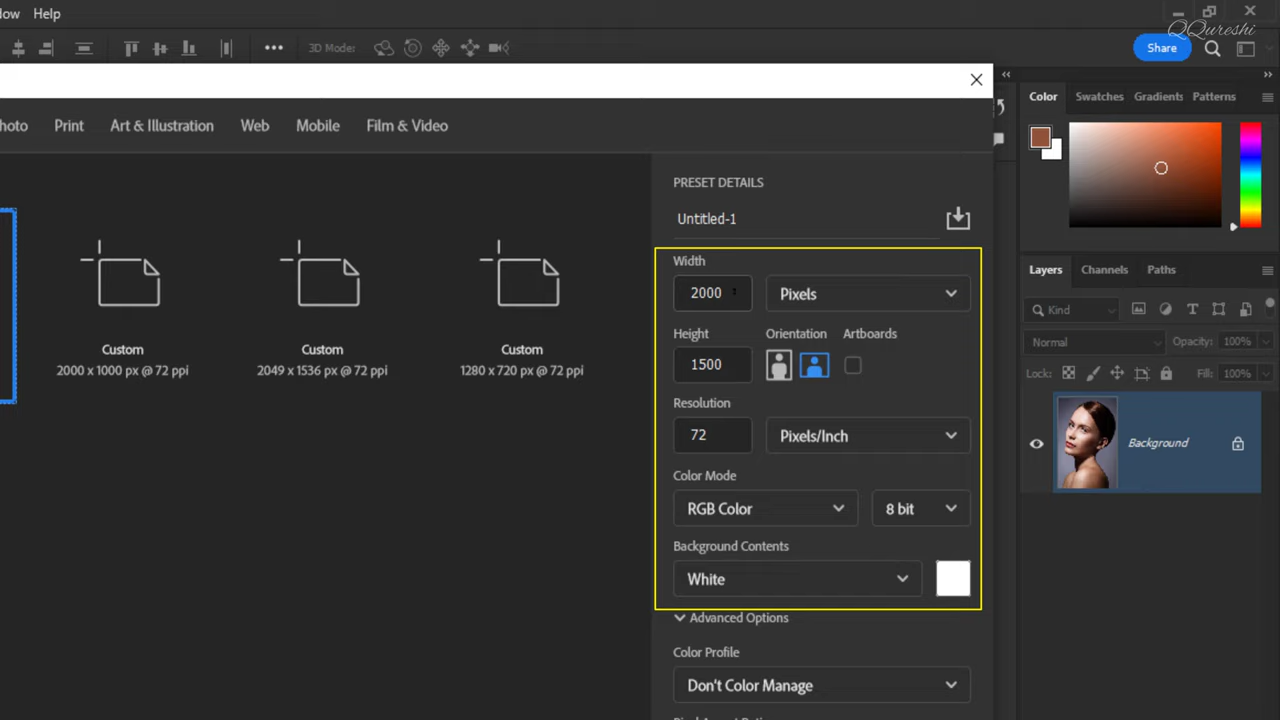 Help
QQureshi
3D Mode:
Share
Color Swatches Gradients Patterns
Print Art & Illustration Web Mobile Film & Video
PRESET DETAILS
Untitled-1
Width
2000 Pixels
Height Orientation Artboards
1500
Resolution
72 Pixels/Inch
Color Mode
RGB Color 8 bit
Background Contents
White
Advanced Options
Color Profile
Don't Color Manage
Custom
2000 x 1000 px @ 72 ppi
Custom
2049 x 1536 px @ 72 ppi
Custom
1280 x 720 px @ 72 ppi
Layers Channels Paths
Kind
Normal Opacity: 100%
Lock: Fill: 100%
Background